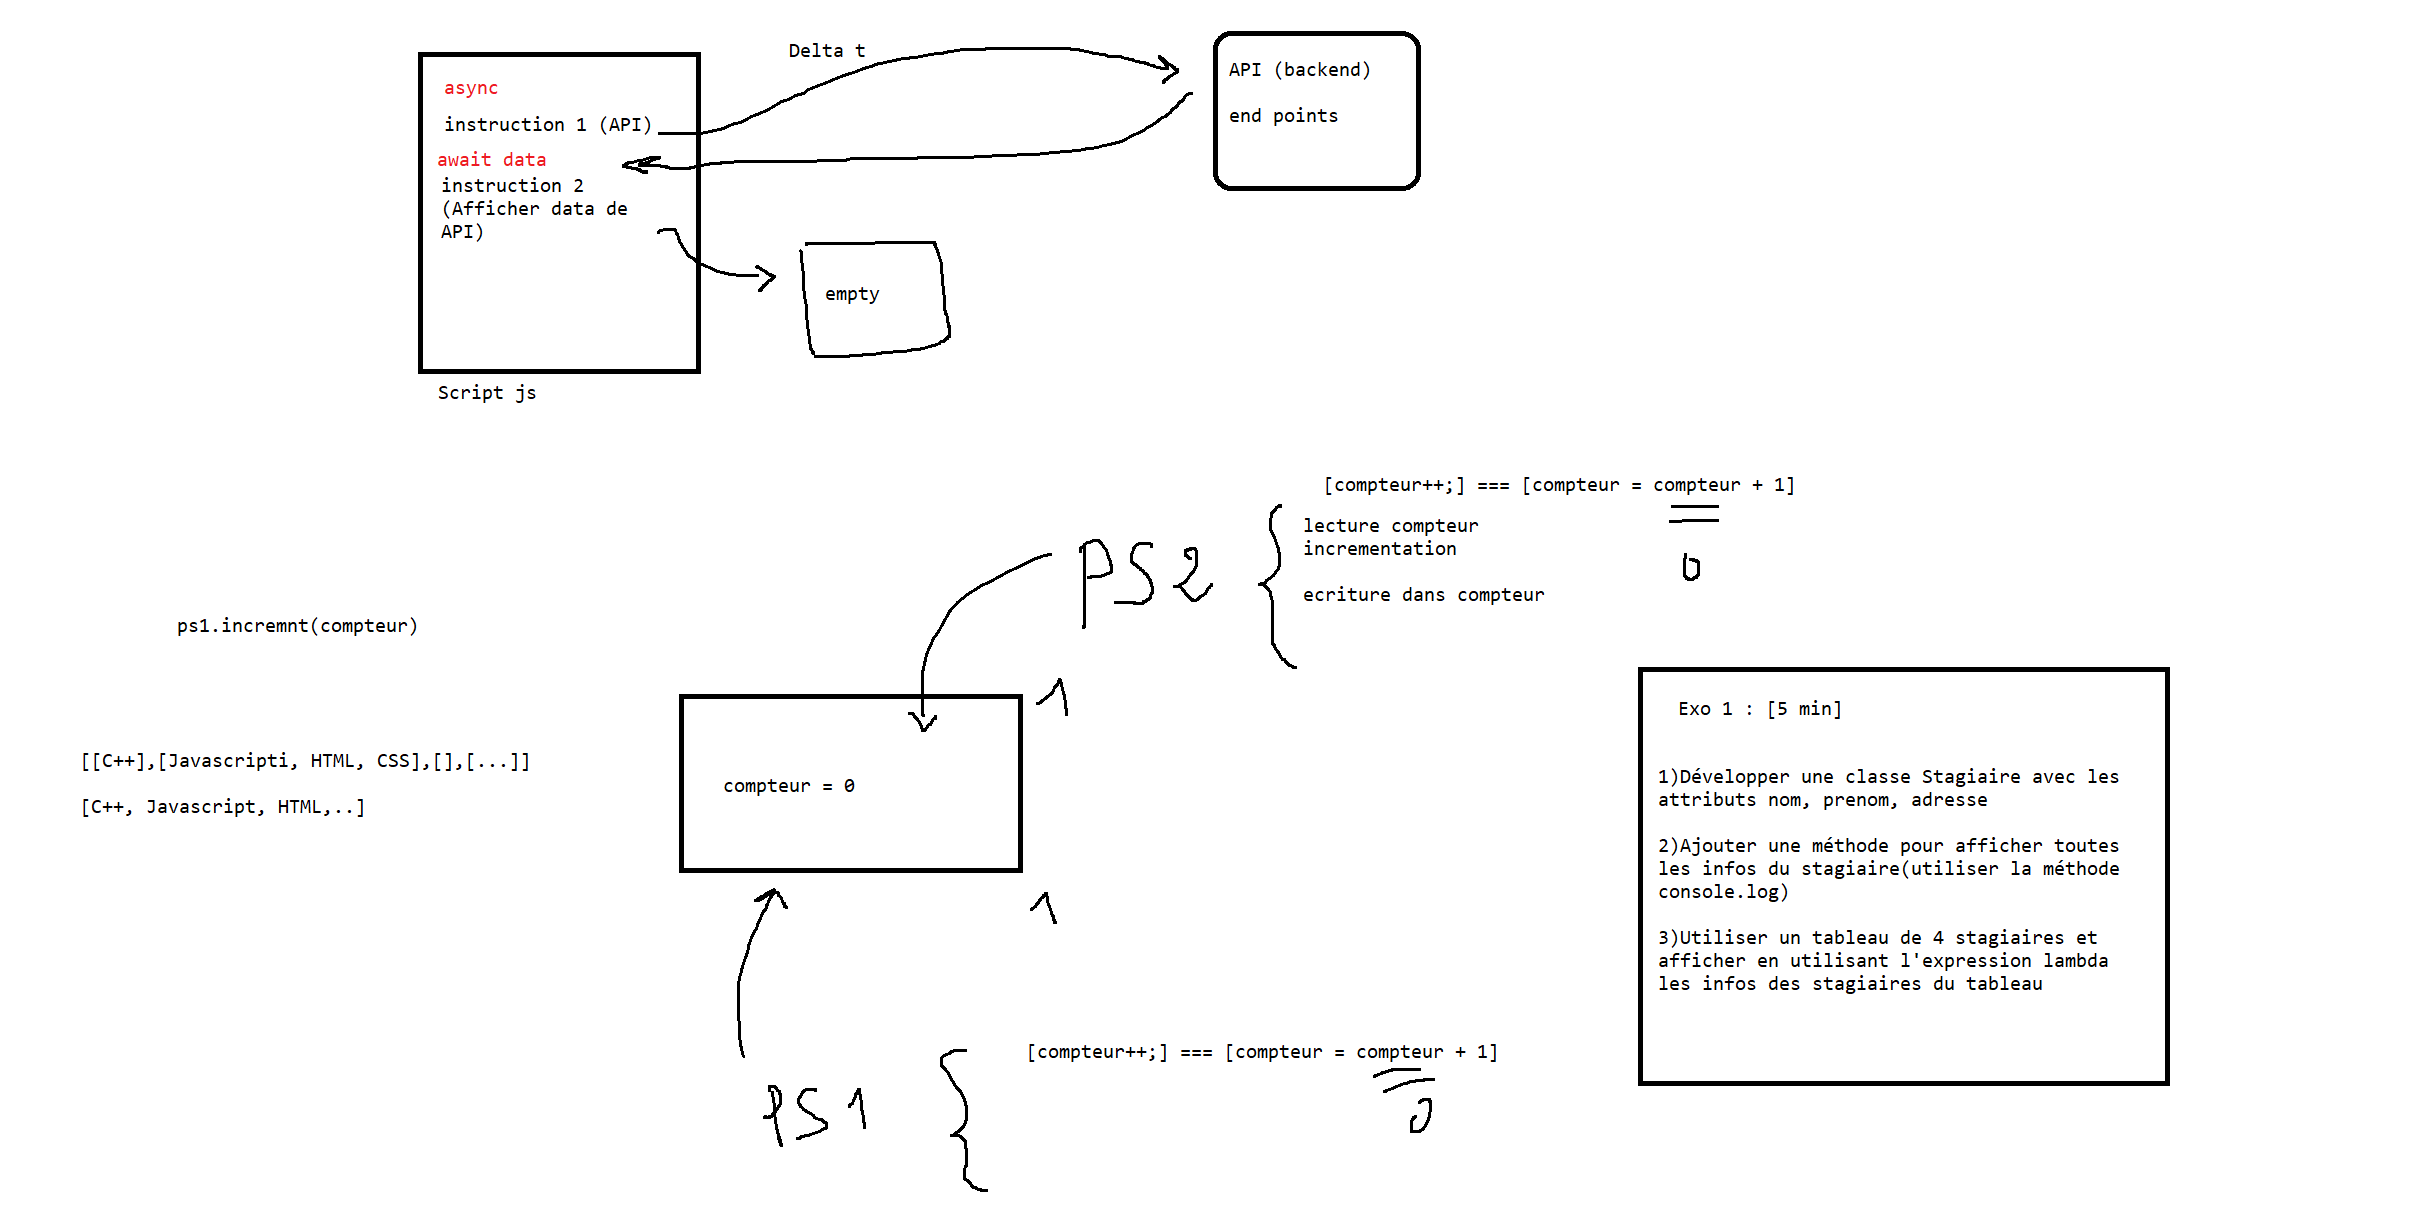 Delta t
async
instruction 1 (API)
await data
instruction 2
(Afficher data de
API)
Script js
empty
API (backend)
end points
[compteur++;] === [compteur = compteur + 1]
0
PS2
lecture compteur
incrementation
ecriture dans compteur
ps1.incremnt(compteur)
[[C++],[Javascripti, HTML, CSS],[],[...]]
[C++, Javascript, HTML,..]
1
compteur = 0
1
PS1
[compteur++;] === [compteur = compteur + 1]
0
Exo 1 : [5 min]
1)Développer une classe Stagiaire avec les
attributs nom, prenom, adresse
2)Ajouter une méthode pour afficher toutes
les infos du stagiaire(utiliser la méthode
console.log)
3)Utiliser un tableau de 4 stagiaires et
afficher en utilisant l'expression lambda
les infos des stagiaires du tableau